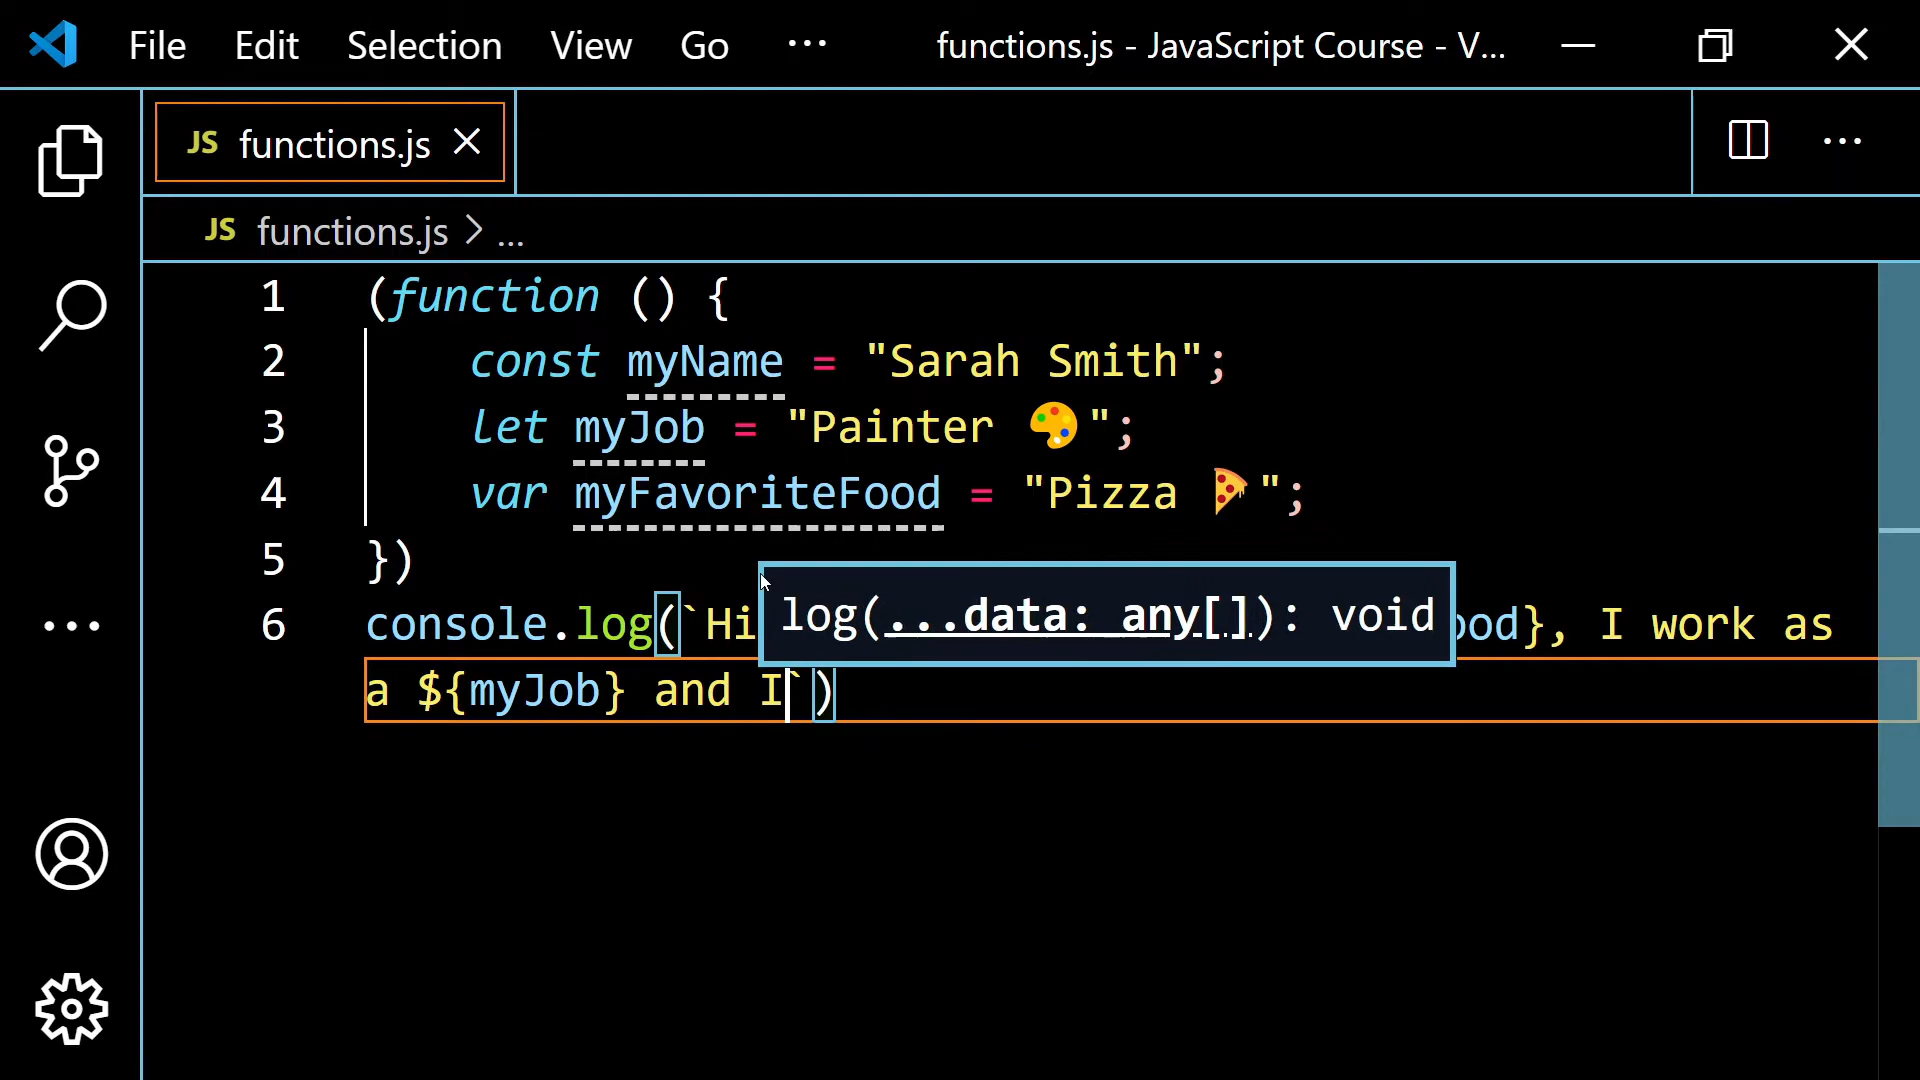 File Edit Selection View Go ... functions.js - JavaScript Course - V...
JS functions.js
JS functions.js > ...
1 (function () {
2 const myName = "Sarah Smith";
3 let myJob = "Painter 🎨";
4 var myFavoriteFood = "Pizza 🍕";
5 })
log(...data: any[]): void
6 console.log(`Hi ood}, I work as
a ${myJob} and I`)